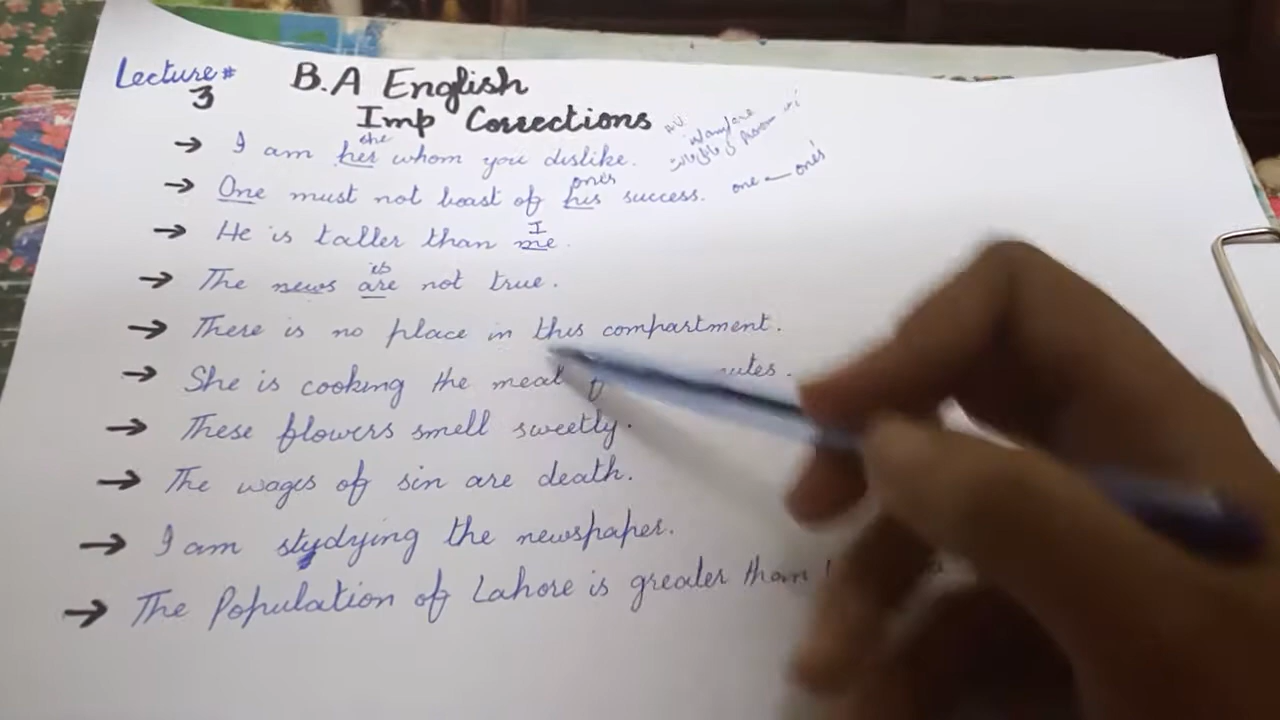 Lecture # B.A English
3 Imp Corrections
she
→ I am her whom you dislike.
ones
→ One must not boast of his success. one — one's
I
→ He is taller than me.
is
→ The news are not true.
→ There is no place in this compartment.
→ She is cooking the meal
→ These flowers smell sweetly.
→ The wages of sin are death.
→ I am studying the newspaper.
→ The Population of Lahore is greater than